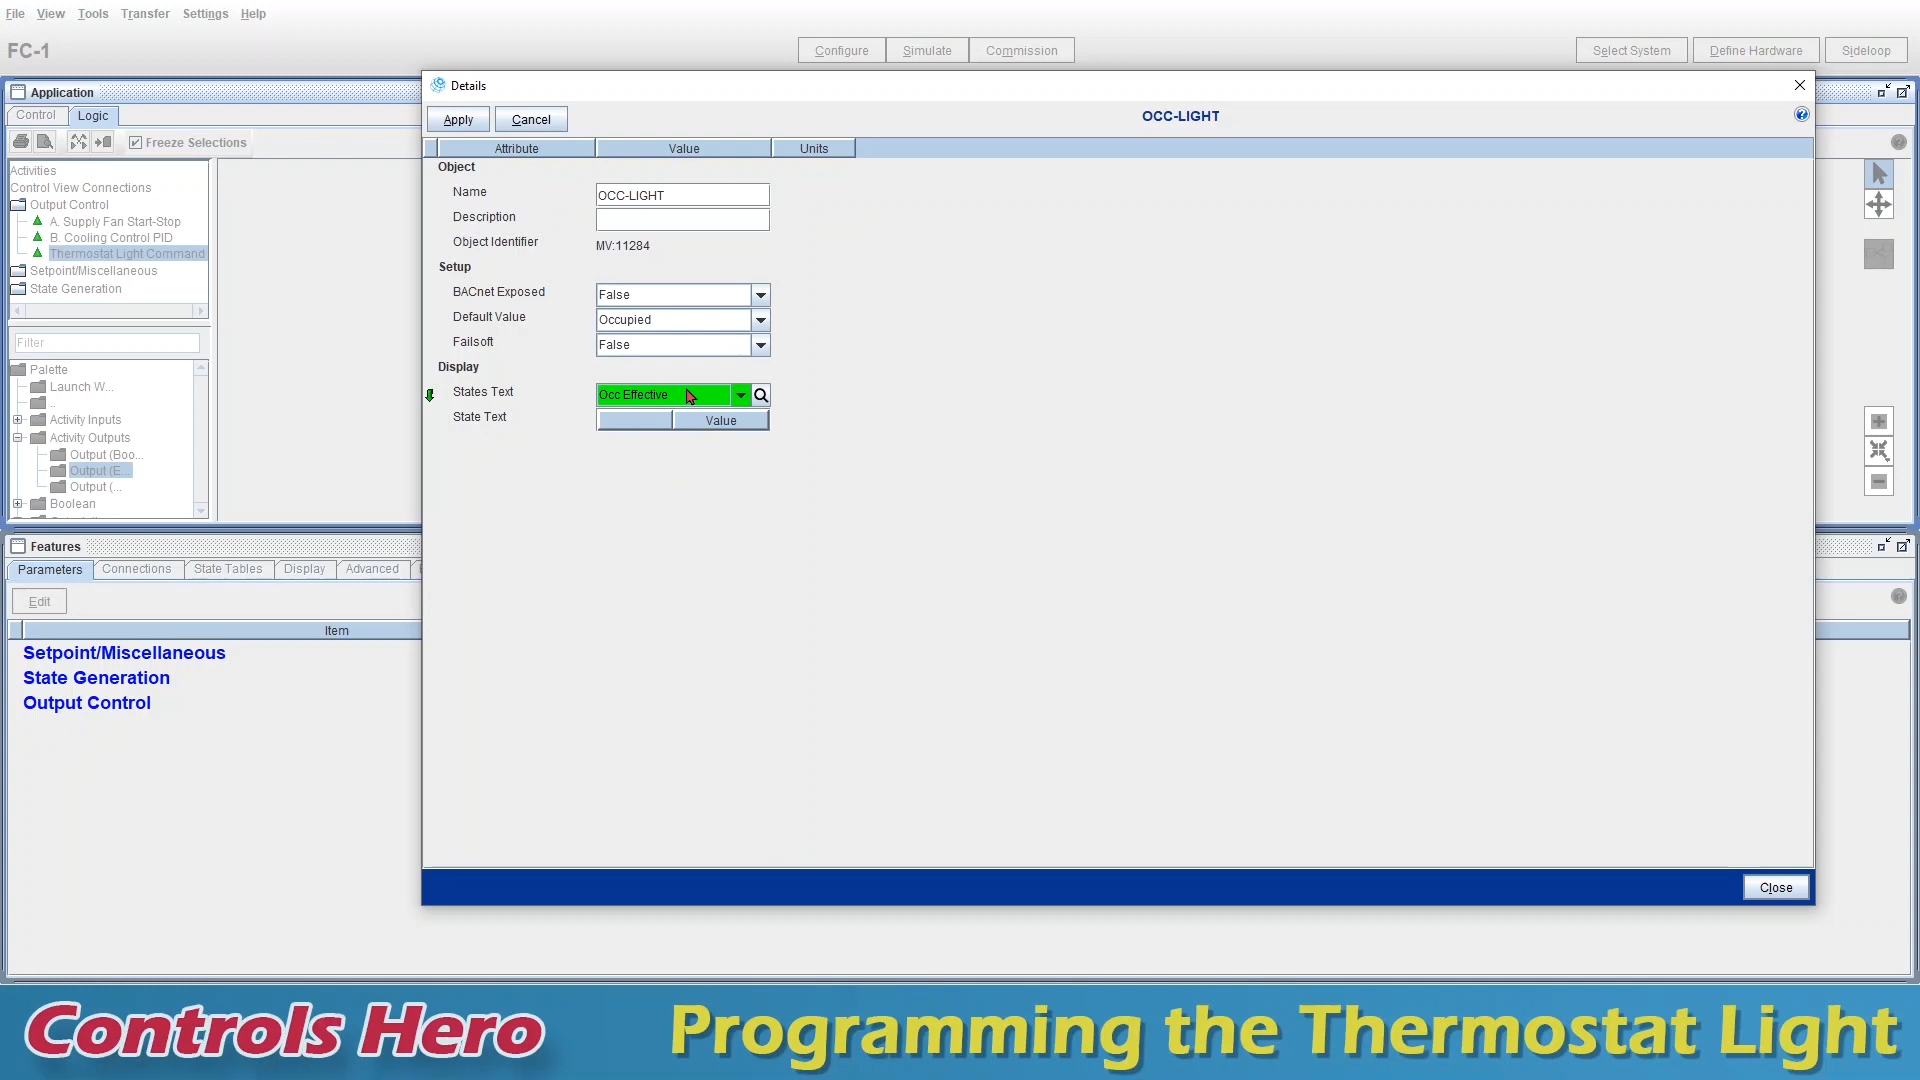 File View Tools Transfer Settings Help
FC-1
Configure Simulate Commission
Select System Define Hardware Sideloop
Application
Control Logic
Freeze Selections
Activities
Control View Connections
Output Control
A. Supply Fan Start-Stop
B. Cooling Control PID
Thermostat Light Command
Setpoint/Miscellaneous
State Generation
Filter
Palette
Launch W...
..
Activity Inputs
Activity Outputs
Output (Boo...
Output (E...
Output (...
Boolean
Details
Apply Cancel
OCC-LIGHT
Attribute Value Units
Object
Name OCC-LIGHT
Description
Object Identifier MV:11284
Setup
BACnet Exposed False
Default Value Occupied
Failsoft False
Display
States Text Occ Effective
State Text Value
Close
Features
Parameters Connections State Tables Display Advanced
Edit
Item
Setpoint/Miscellaneous
State Generation
Output Control
Controls Hero Programming the Thermostat Light